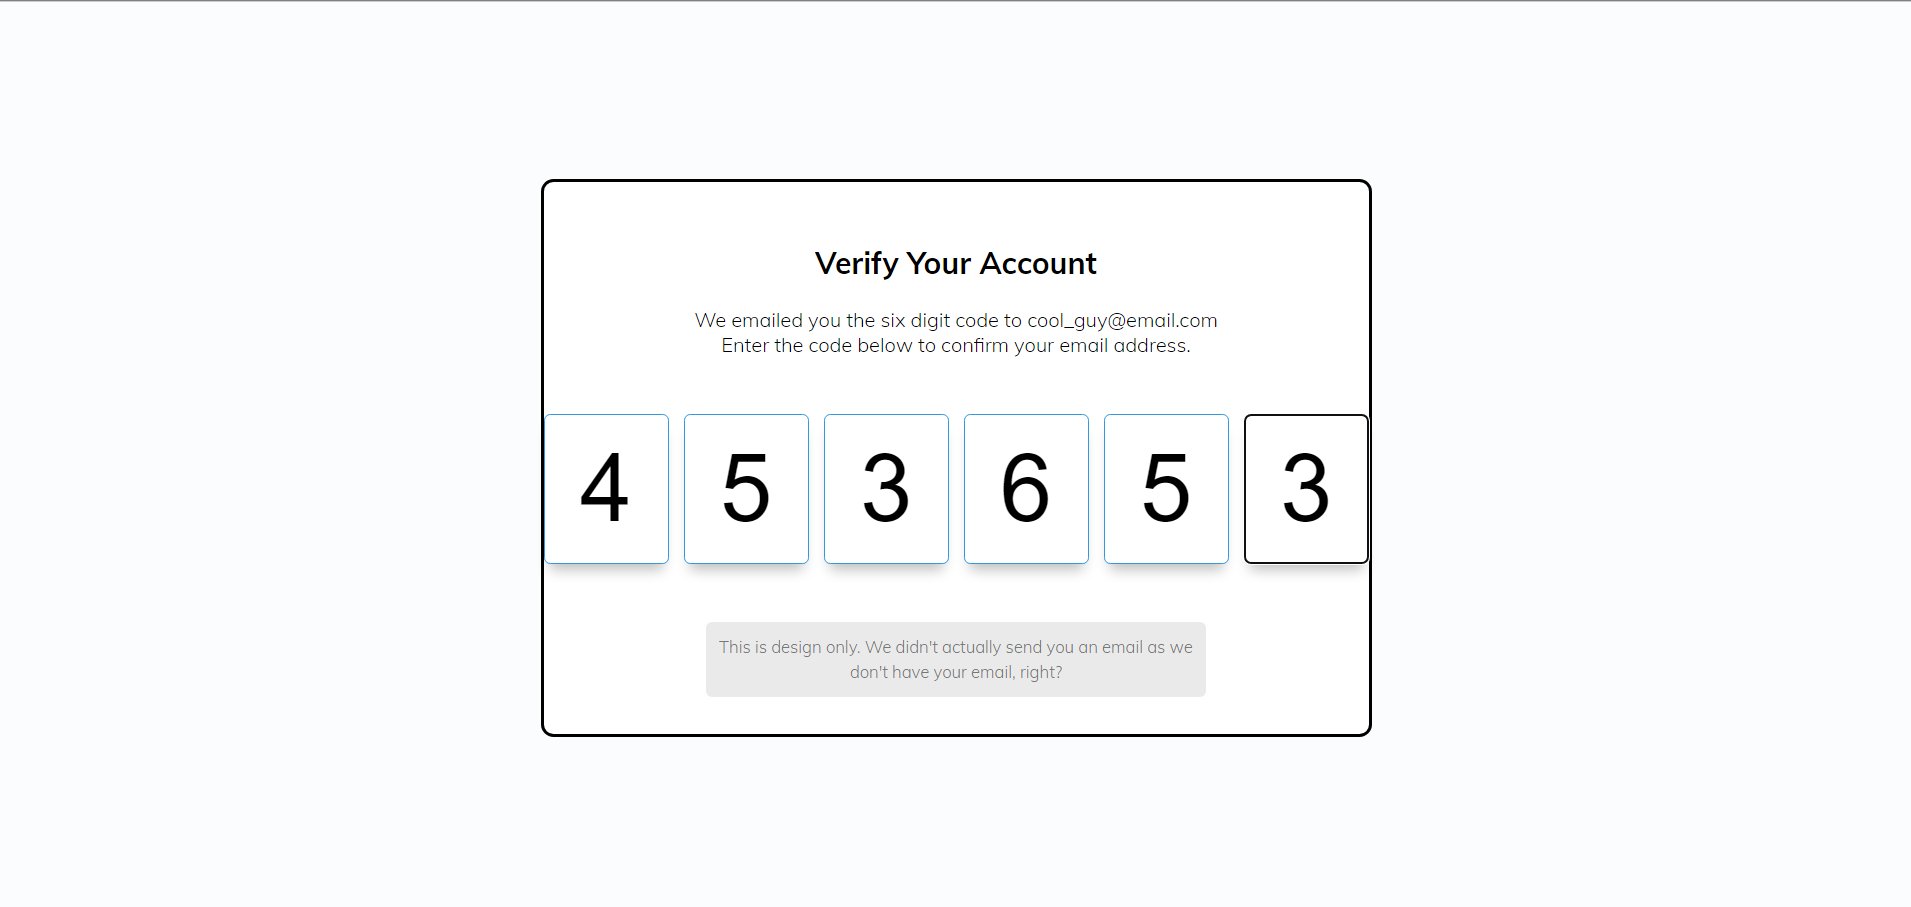 Verify Your Account
We emailed you the six digit code to cool_guy@email.com
Enter the code below to confirm your email address.
4 5 3 6 5 3
This is design only. We didn't actually send you an email as we
don't have your email, right?